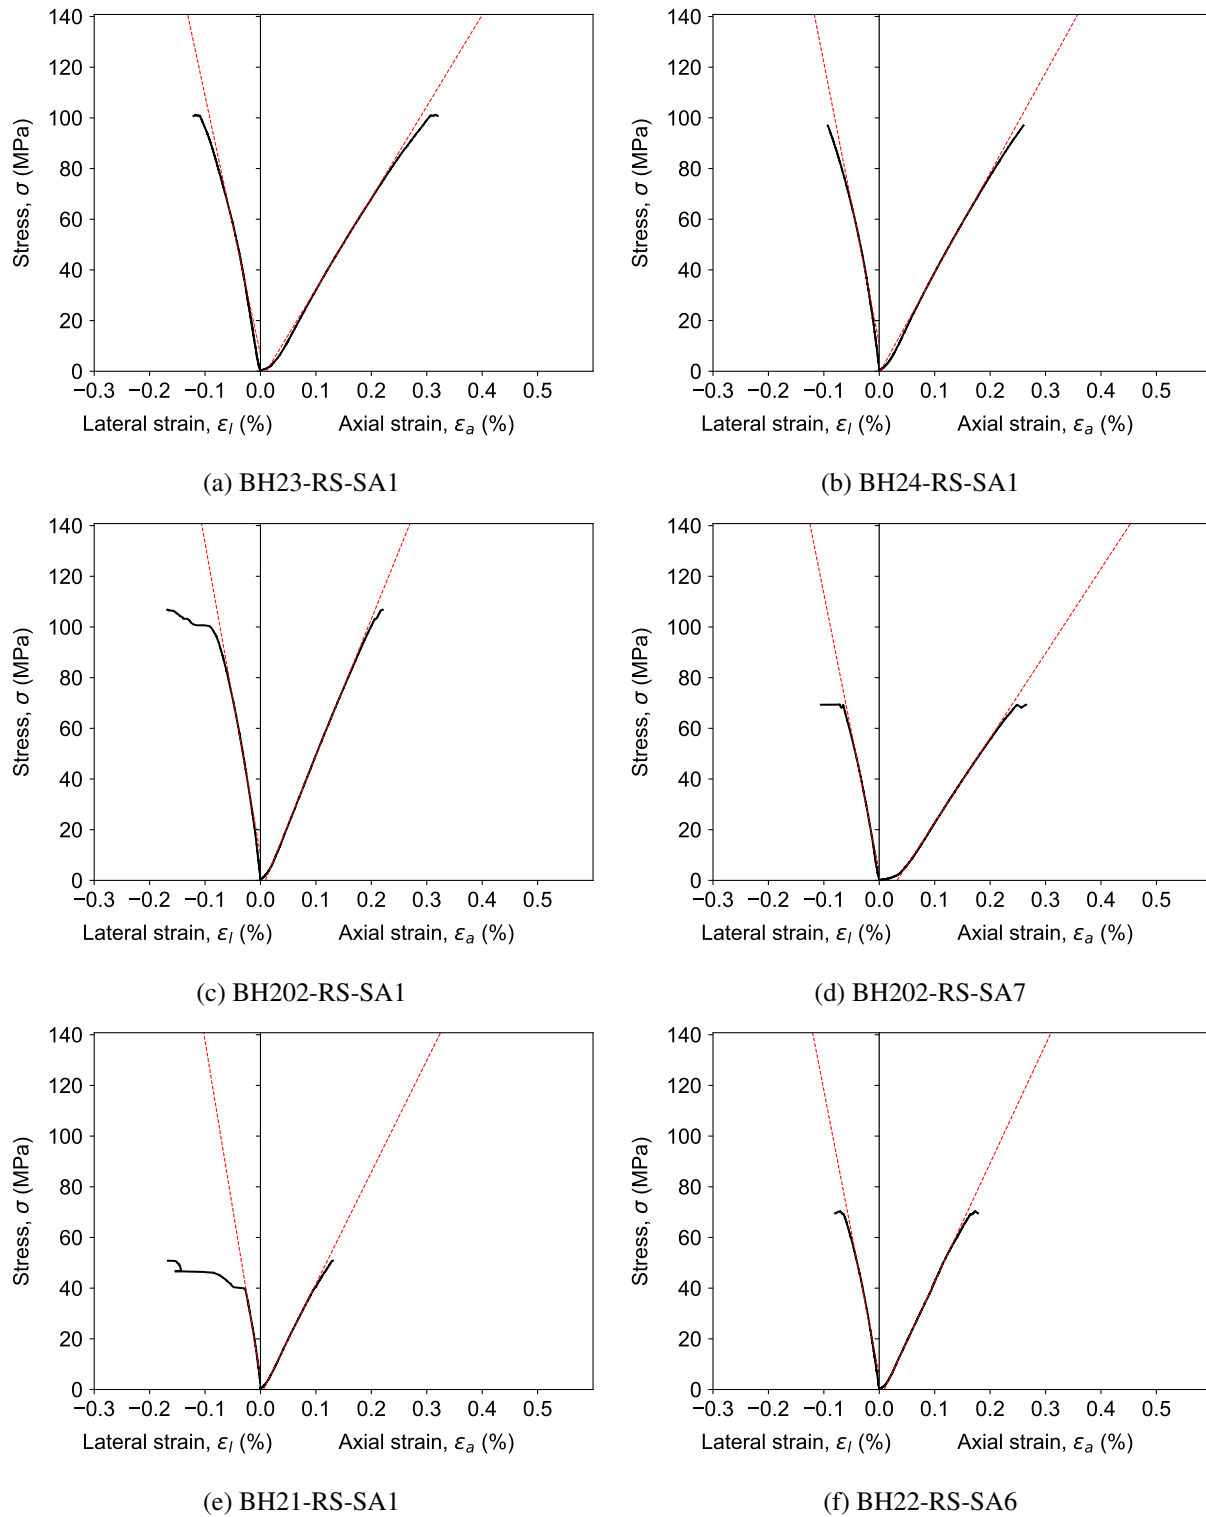 140
120
100
80
60
40
20
0
Stress, σ (MPa)
−0.3 −0.2 −0.1 0.0 0.1 0.2 0.3 0.4 0.5
Lateral strain, εl (%) Axial strain, εa (%)
(a) BH23-RS-SA1
140
120
100
80
60
40
20
0
Stress, σ (MPa)
−0.3 −0.2 −0.1 0.0 0.1 0.2 0.3 0.4 0.5
Lateral strain, εl (%) Axial strain, εa (%)
(b) BH24-RS-SA1
140
120
100
80
60
40
20
0
Stress, σ (MPa)
−0.3 −0.2 −0.1 0.0 0.1 0.2 0.3 0.4 0.5
Lateral strain, εl (%) Axial strain, εa (%)
(c) BH202-RS-SA1
140
120
100
80
60
40
20
0
Stress, σ (MPa)
−0.3 −0.2 −0.1 0.0 0.1 0.2 0.3 0.4 0.5
Lateral strain, εl (%) Axial strain, εa (%)
(d) BH202-RS-SA7
140
120
100
80
60
40
20
0
Stress, σ (MPa)
−0.3 −0.2 −0.1 0.0 0.1 0.2 0.3 0.4 0.5
Lateral strain, εl (%) Axial strain, εa (%)
(e) BH21-RS-SA1
140
120
100
80
60
40
20
0
Stress, σ (MPa)
−0.3 −0.2 −0.1 0.0 0.1 0.2 0.3 0.4 0.5
Lateral strain, εl (%) Axial strain, εa (%)
(f) BH22-RS-SA6